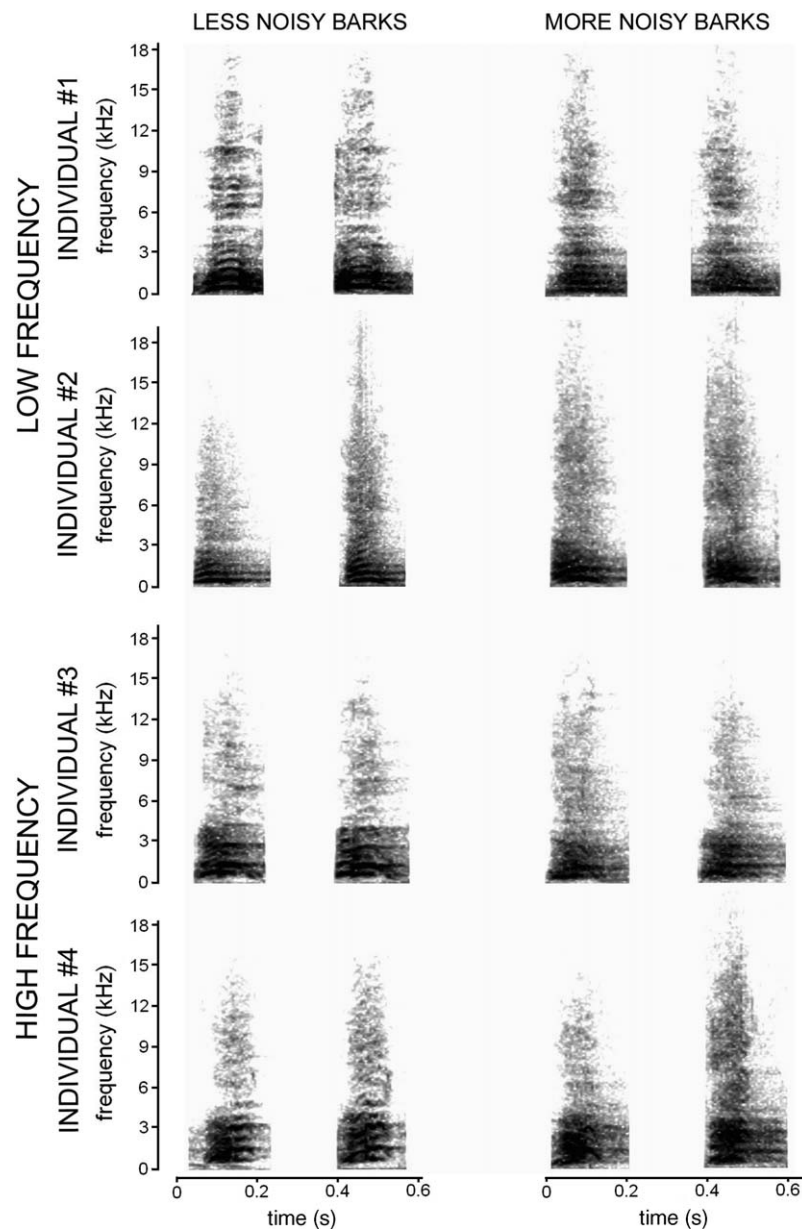 LESS NOISY BARKS MORE NOISY BARKS
LOW FREQUENCY
INDIVIDUAL #1
frequency (kHz)
18
15
12
9
6
3
0
INDIVIDUAL #2
frequency (kHz)
18
15
12
9
6
3
0
HIGH FREQUENCY
INDIVIDUAL #3
frequency (kHz)
18
15
12
9
6
3
0
INDIVIDUAL #4
frequency (kHz)
18
15
12
9
6
3
0
0 0.2 0.4 0.6 0 0.2 0.4 0.6
time (s) time (s)